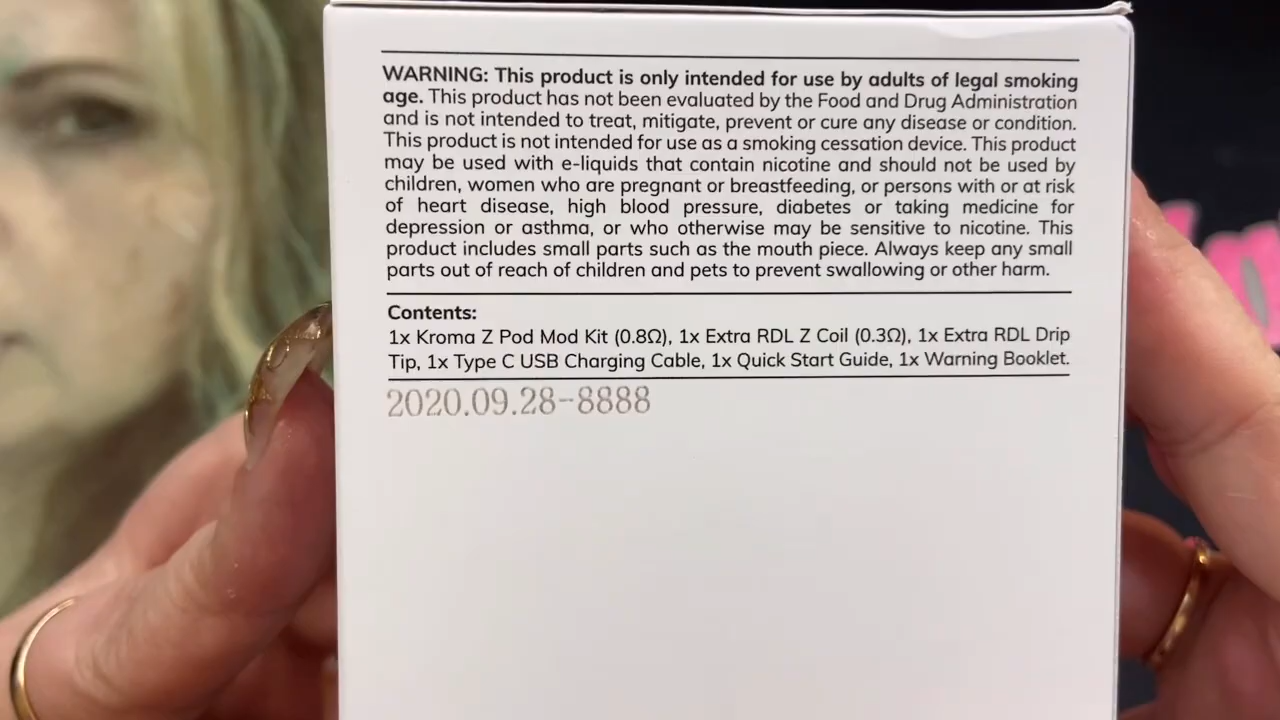 WARNING: This product is only intended for use by adults of legal smoking
age. This product has not been evaluated by the Food and Drug Administration
and is not intended to treat, mitigate, prevent or cure any disease or condition.
This product is not intended for use as a smoking cessation device. This product
may be used with e-liquids that contain nicotine and should not be used by
children, women who are pregnant or breastfeeding, or persons with or at risk
of heart disease, high blood pressure, diabetes or taking medicine for
depression or asthma, or who otherwise may be sensitive to nicotine. This
product includes small parts such as the mouth piece. Always keep any small
parts out of reach of children and pets to prevent swallowing or other harm.
Contents:
1x Kroma Z Pod Mod Kit (0.8Ω), 1x Extra RDL Z Coil (0.3Ω), 1x Extra RDL Drip
Tip, 1x Type C USB Charging Cable, 1x Quick Start Guide, 1x Warning Booklet.
2020.09.28-8888